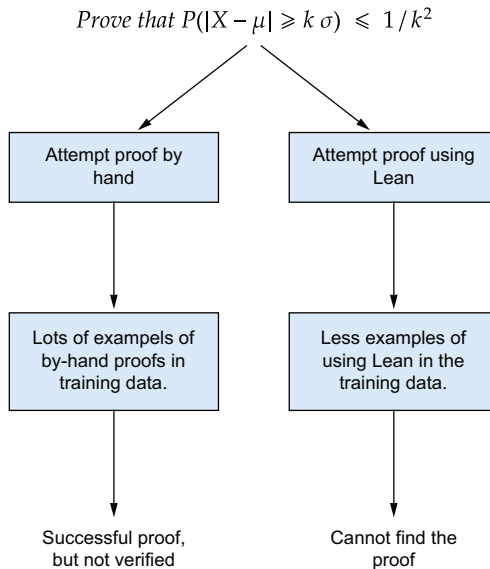 Prove that P(|X − μ| ⩾ k σ) ⩽ 1/k²
Attempt proof by
hand
Attempt proof using
Lean
Lots of exampels of
by-hand proofs in
training data.
Less examples of
using Lean in the
training data.
Successful proof,
but not verified
Cannot find the
proof